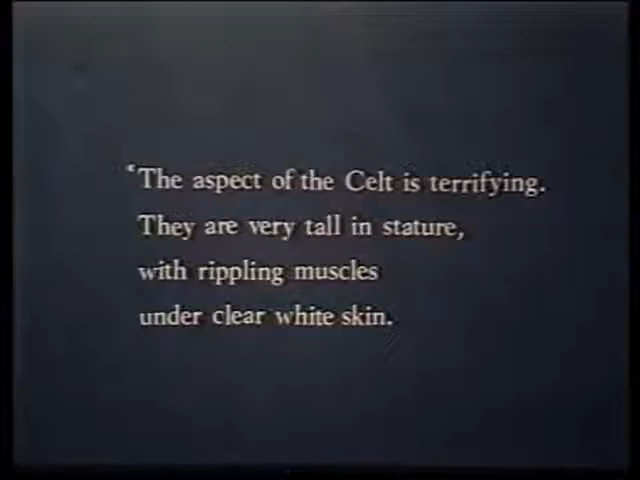 "The aspect of the Celt is terrifying.
They are very tall in stature,
with rippling muscles
under clear white skin.